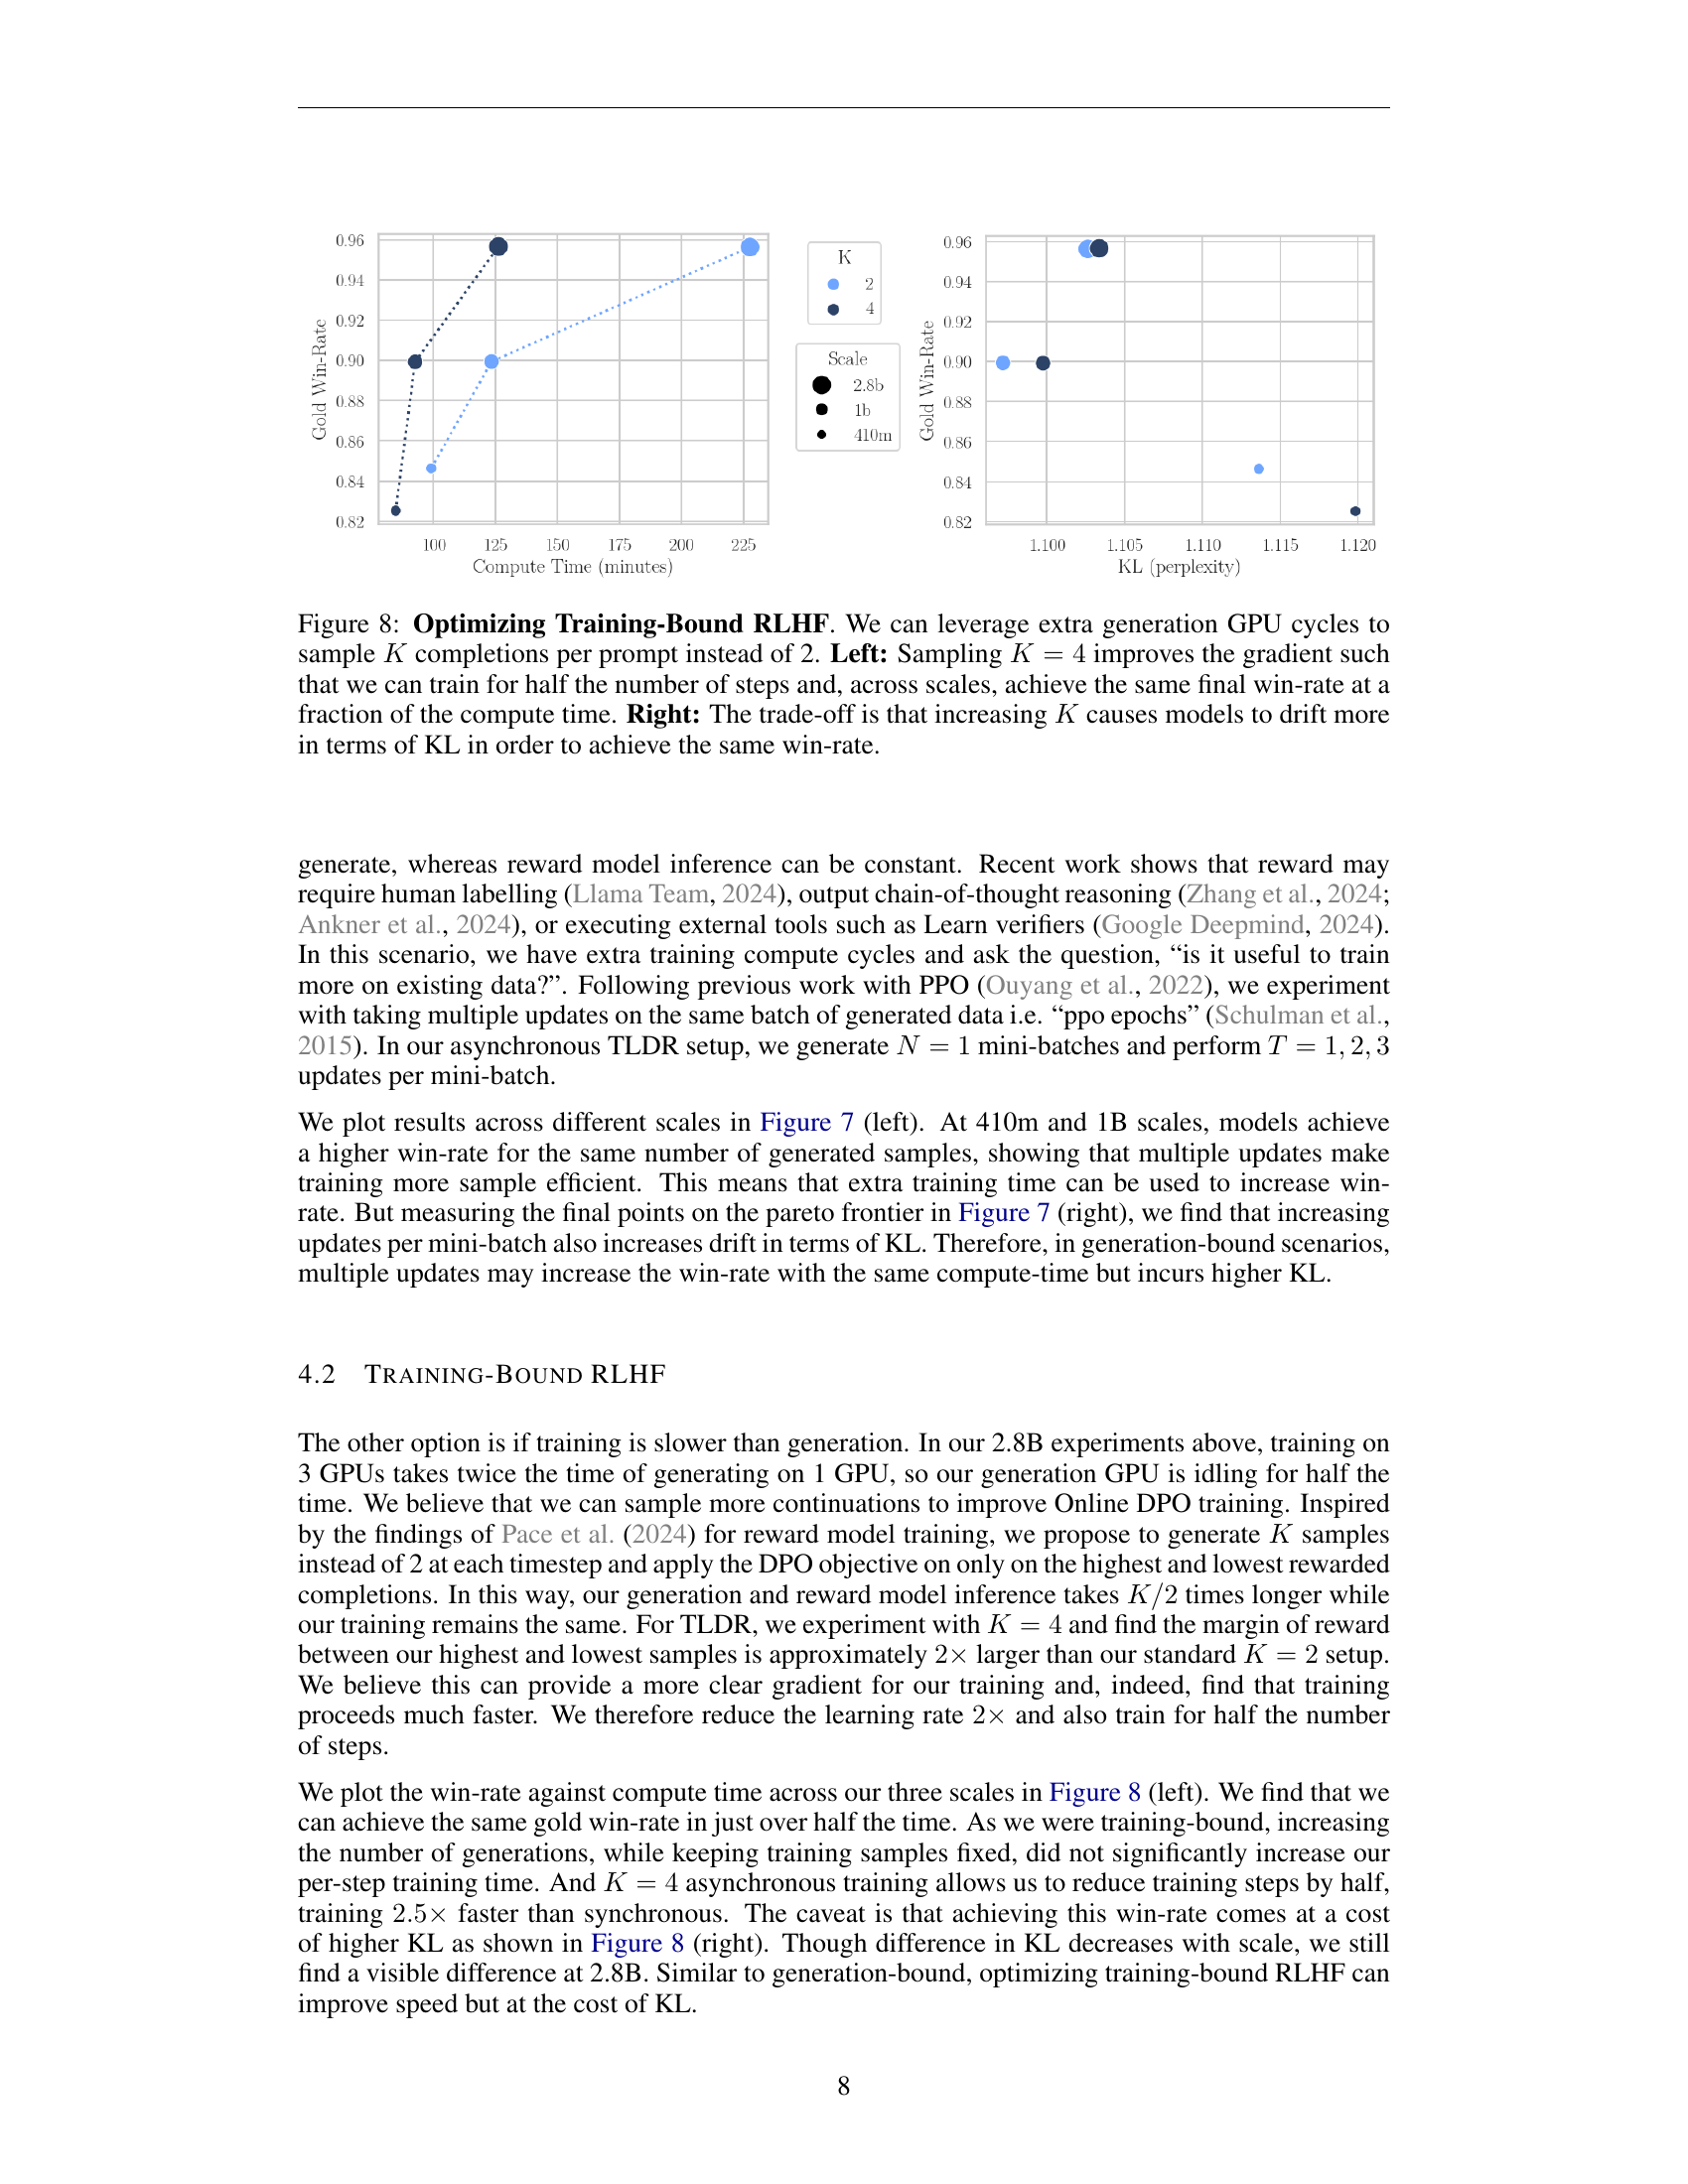 0.96
0.94
0.92
0.90
0.88
0.86
0.84
0.82
Gold Win-Rate
100 125 150 175 200 225
Compute Time (minutes)
K
2
4
Scale
2.8b
1b
410m
0.96
0.94
0.92
0.90
0.88
0.86
0.84
0.82
Gold Win-Rate
1.100 1.105 1.110 1.115 1.120
KL (perplexity)
Figure 8: Optimizing Training-Bound RLHF. We can leverage extra generation GPU cycles to
sample K completions per prompt instead of 2. Left: Sampling K = 4 improves the gradient such
that we can train for half the number of steps and, across scales, achieve the same final win-rate at a
fraction of the compute time. Right: The trade-off is that increasing K causes models to drift more
in terms of KL in order to achieve the same win-rate.
generate, whereas reward model inference can be constant. Recent work shows that reward may
require human labelling (Llama Team, 2024), output chain-of-thought reasoning (Zhang et al., 2024;
Ankner et al., 2024), or executing external tools such as Learn verifiers (Google Deepmind, 2024).
In this scenario, we have extra training compute cycles and ask the question, “is it useful to train
more on existing data?”. Following previous work with PPO (Ouyang et al., 2022), we experiment
with taking multiple updates on the same batch of generated data i.e. “ppo epochs” (Schulman et al.,
2015). In our asynchronous TLDR setup, we generate N = 1 mini-batches and perform T = 1, 2, 3
updates per mini-batch.
We plot results across different scales in Figure 7 (left). At 410m and 1B scales, models achieve
a higher win-rate for the same number of generated samples, showing that multiple updates make
training more sample efficient. This means that extra training time can be used to increase win-
rate. But measuring the final points on the pareto frontier in Figure 7 (right), we find that increasing
updates per mini-batch also increases drift in terms of KL. Therefore, in generation-bound scenarios,
multiple updates may increase the win-rate with the same compute-time but incurs higher KL.
4.2 TRAINING-BOUND RLHF
The other option is if training is slower than generation. In our 2.8B experiments above, training on
3 GPUs takes twice the time of generating on 1 GPU, so our generation GPU is idling for half the
time. We believe that we can sample more continuations to improve Online DPO training. Inspired
by the findings of Pace et al. (2024) for reward model training, we propose to generate K samples
instead of 2 at each timestep and apply the DPO objective on only on the highest and lowest rewarded
completions. In this way, our generation and reward model inference takes K/2 times longer while
our training remains the same. For TLDR, we experiment with K = 4 and find the margin of reward
between our highest and lowest samples is approximately 2× larger than our standard K = 2 setup.
We believe this can provide a more clear gradient for our training and, indeed, find that training
proceeds much faster. We therefore reduce the learning rate 2× and also train for half the number
of steps.
We plot the win-rate against compute time across our three scales in Figure 8 (left). We find that we
can achieve the same gold win-rate in just over half the time. As we were training-bound, increasing
the number of generations, while keeping training samples fixed, did not significantly increase our
per-step training time. And K = 4 asynchronous training allows us to reduce training steps by half,
training 2.5× faster than synchronous. The caveat is that achieving this win-rate comes at a cost
of higher KL as shown in Figure 8 (right). Though difference in KL decreases with scale, we still
find a visible difference at 2.8B. Similar to generation-bound, optimizing training-bound RLHF can
improve speed but at the cost of KL.
8